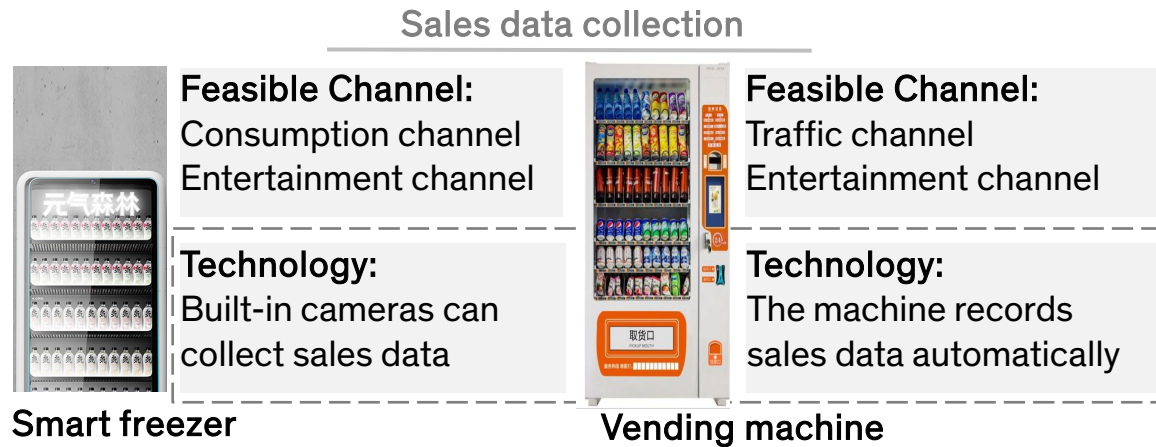 Sales data collection
Feasible Channel:
Consumption channel
Entertainment channel
Technology:
Built-in cameras can
collect sales data
元气森林
Smart freezer
Feasible Channel:
Traffic channel
Entertainment channel
Technology:
The machine records
sales data automatically
取货口
Vending machine